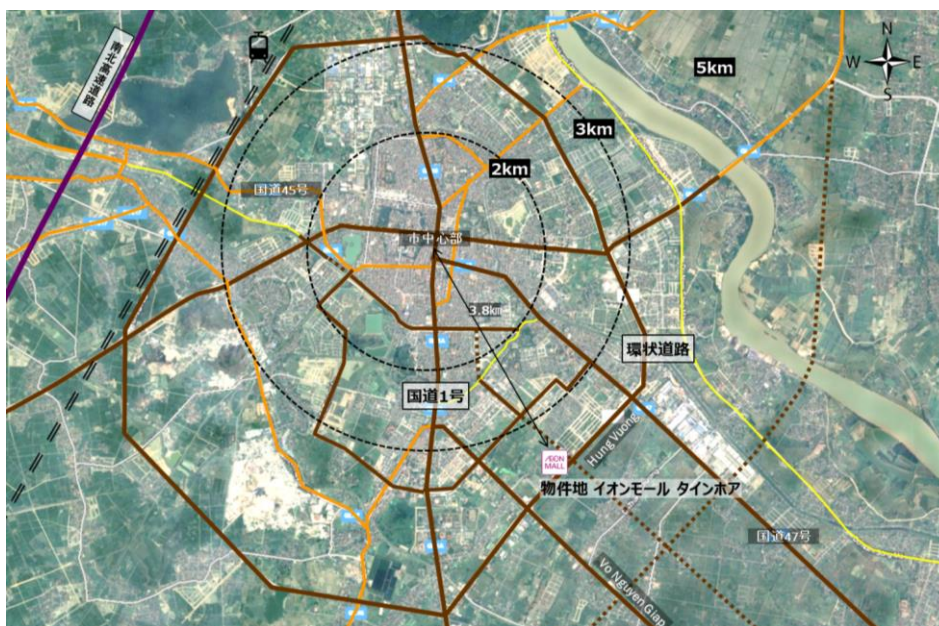 南北高速道路
N
W
E
S
5km
3km
2km
国道45号
市中心部
3.8km
環状道路
国道1号
Hung Vuong
ÆON
MALL
物件地 イオンモール タインホア
国道47号
Vo Nguyen Giap